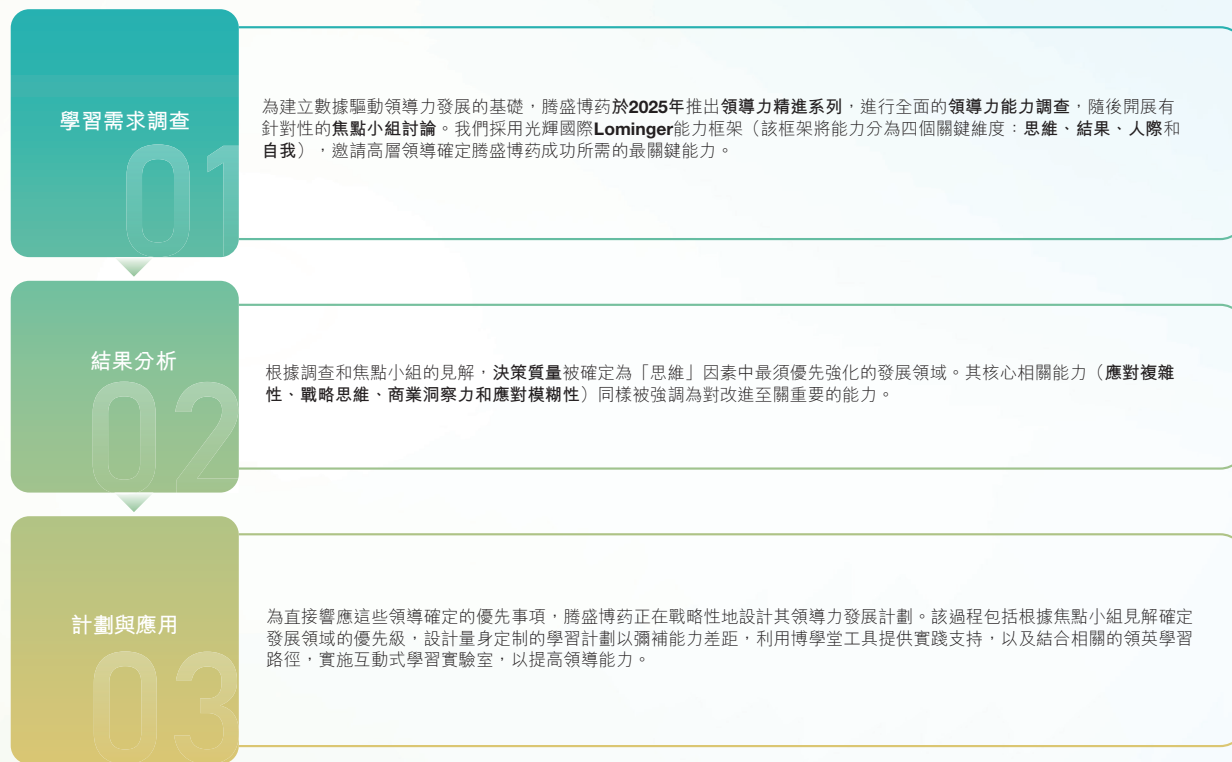 學習需求調查
01
為建立數據驅動領導力發展的基礎，騰盛博药於2025年推出領導力精進系列，進行全面的領導力能力調查，隨後開展有
針對性的焦點小組討論。我們採用光輝國際Lominger能力框架（該框架將能力分為四個關鍵維度：思維、結果、人際和
自我），邀請高層領導確定騰盛博药成功所需的最關鍵能力。
結果分析
02
根據調查和焦點小組的見解，決策質量被確定為「思維」因素中最須優先強化的發展領域。其核心相關能力（應對複雜
性、戰略思維、商業洞察力和應對模糊性）同樣被強調為對改進至關重要的能力。
計劃與應用
03
為直接響應這些領導確定的優先事項，騰盛博药正在戰略性地設計其領導力發展計劃。該過程包括根據焦點小組見解確定
發展領域的優先級，設計量身定制的學習計劃以彌補能力差距，利用博學堂工具提供實踐支持，以及結合相關的領英學習
路徑，實施互動式學習實驗室，以提高領導能力。